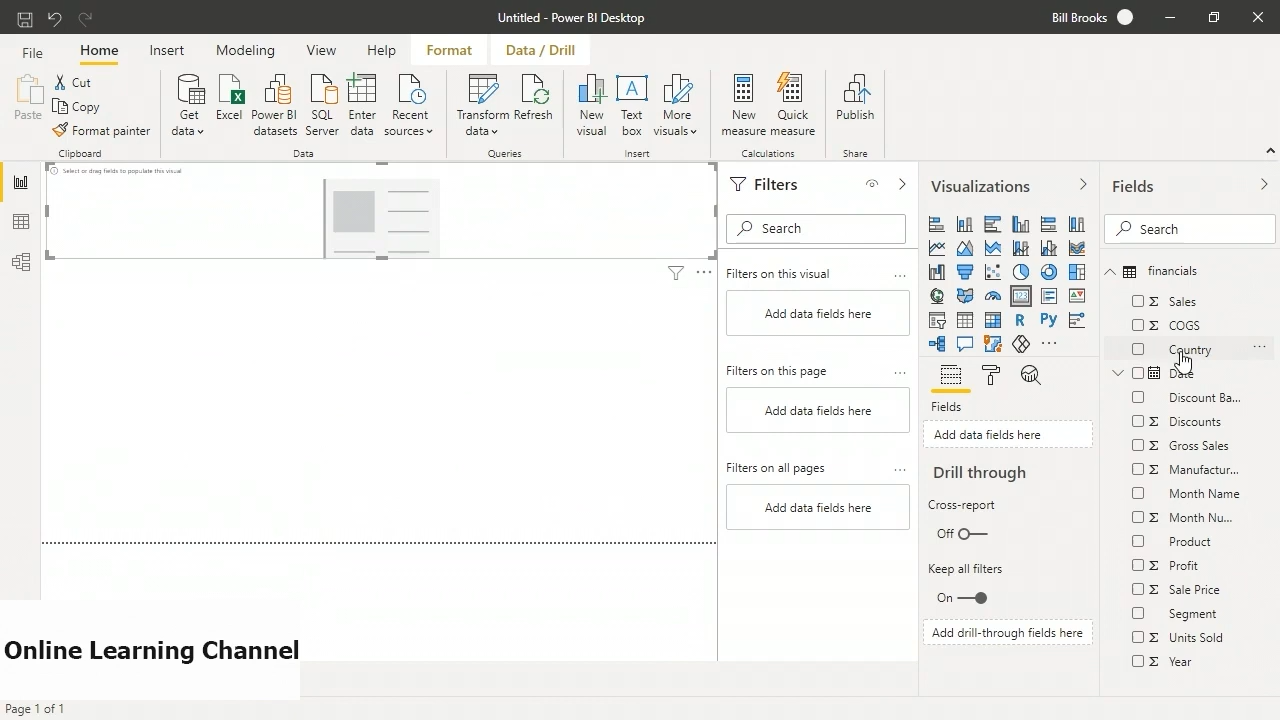 Untitled - Power BI Desktop
Bill Brooks
File Home Insert Modeling View Help Format Data / Drill
Paste
Cut
Copy
Format painter
Clipboard
Get data
Excel
Power BI datasets
SQL Server
Enter data
Recent sources
Data
Transform data
Refresh
Queries
New visual
Text box
More visuals
Insert
New measure
Quick measure
Calculations
Publish
Share
Select or drag fields to populate this visual
Filters
Search
Filters on this visual ...
Add data fields here
Filters on this page ...
Add data fields here
Filters on all pages ...
Add data fields here
Visualizations
123
R Py
Fields
Add data fields here
Drill through
Cross-report
Off
Keep all filters
On
Add drill-through fields here
Fields
Search
financials
Σ Sales
Σ COGS
Country
Date
Discount Ba...
Σ Discounts
Σ Gross Sales
Σ Manufactur...
Month Name
Σ Month Nu...
Product
Σ Profit
Σ Sale Price
Segment
Σ Units Sold
Σ Year
Online Learning Channel
Page 1 of 1